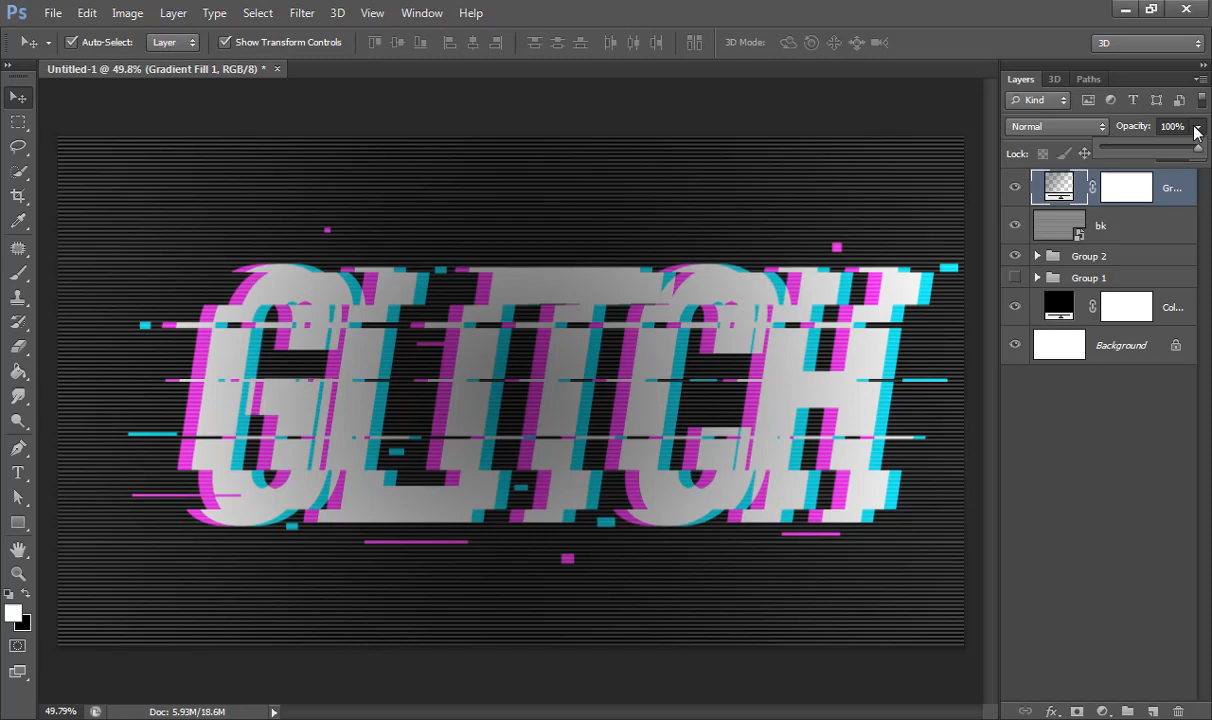 Ps File Edit Image Layer Type Select Filter 3D View Window Help
Auto-Select: Layer Show Transform Controls 3D Mode: 3D
Untitled-1 @ 49.8% (Gradient Fill 1, RGB/8) * ×
Layers 3D Paths
Kind
Normal Opacity: 100%
Lock:
Gr...
bk
Group 2
Group 1
Col...
Background
GLITCH
49.79% Doc: 5.93M/18.6M